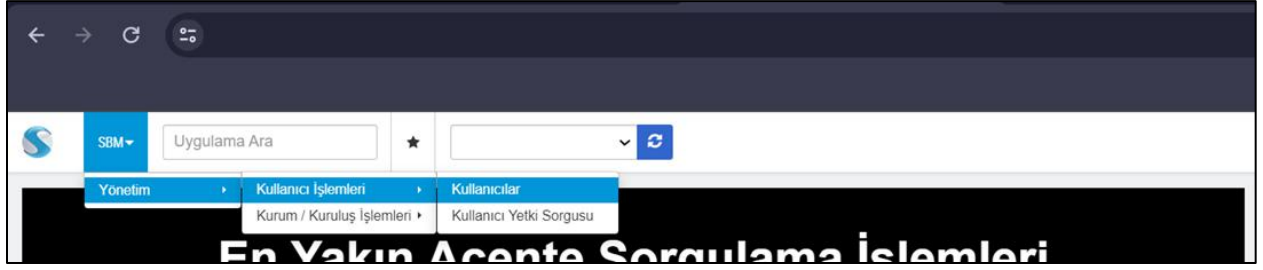 SBM
Uygulama Ara
Yönetim
Kullanıcı İşlemleri
Kullanıcılar
Kurum / Kuruluş İşlemleri
Kullanıcı Yetki Sorgusu
En Yakın Acente Sorgulama İşlemleri